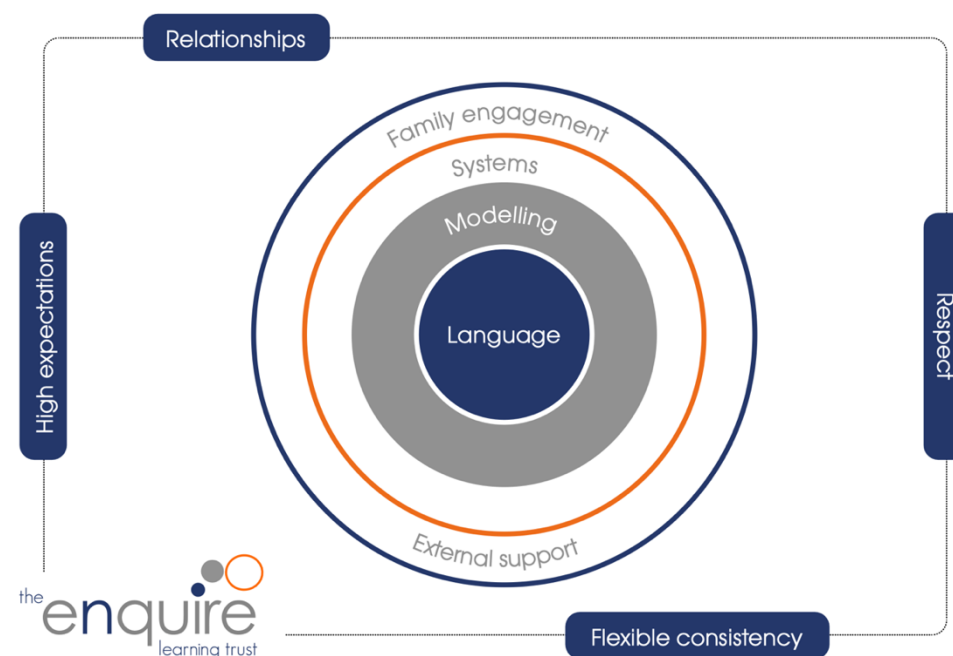 Relationships
Family engagement
Systems
Modelling
Language
High expectations
Respect
External support
the
enquire
learning trust
Flexible consistency